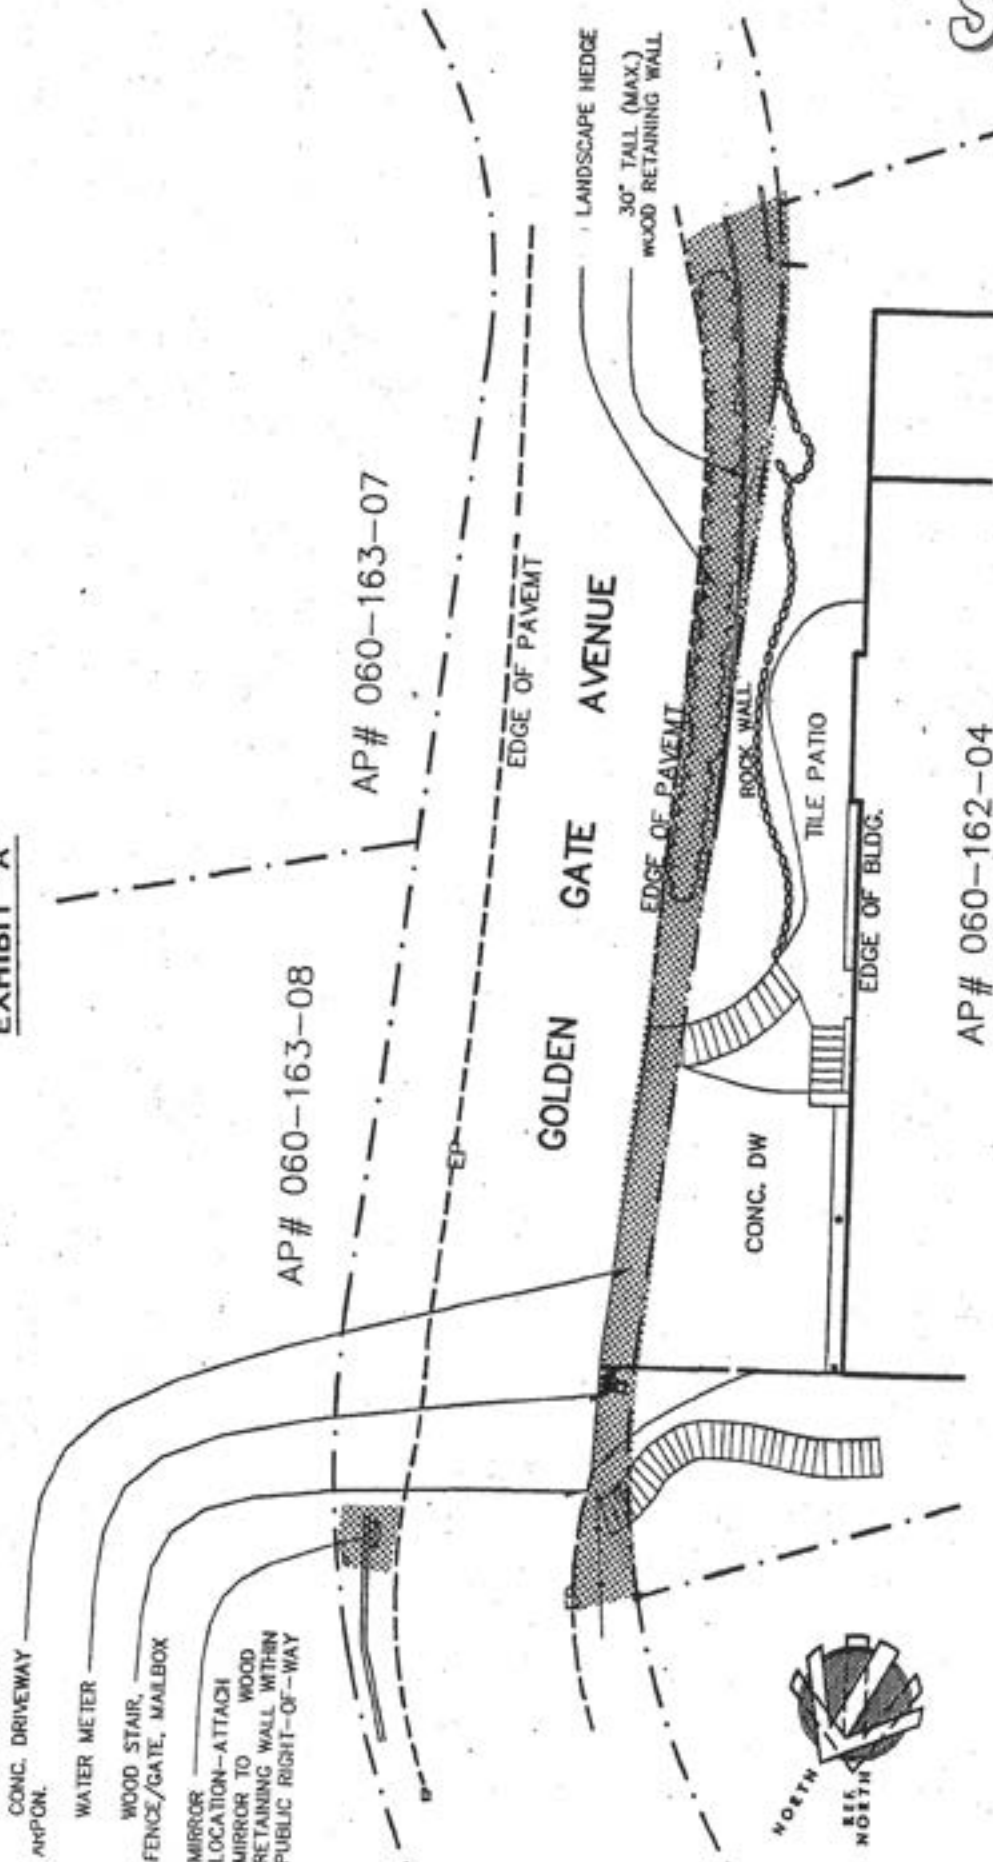 EXHIBIT "A"
CONC. DRIVEWAY
WATER METER
WOOD STAIR,
FENCE/GATE, MAILBOX
MIRROR
LOCATION-ATTACH
MIRROR TO WOOD
RETAINING WALL WITHIN
PUBLIC RIGHT-OF-WAY
AP# 060-163-08
AP# 060-163-07
EP
EP
EP
EDGE OF PAVEMT
GOLDEN GATE AVENUE
EDGE OF PAVEMT
LANDSCAPE HEDGE
30" TALL (MAX.)
WOOD RETAINING WALL
ROCK WALL
TILE PATIO
CONC. DW
EDGE OF BLDG.
AP# 060-162-04
NORTH
REF
NORTH